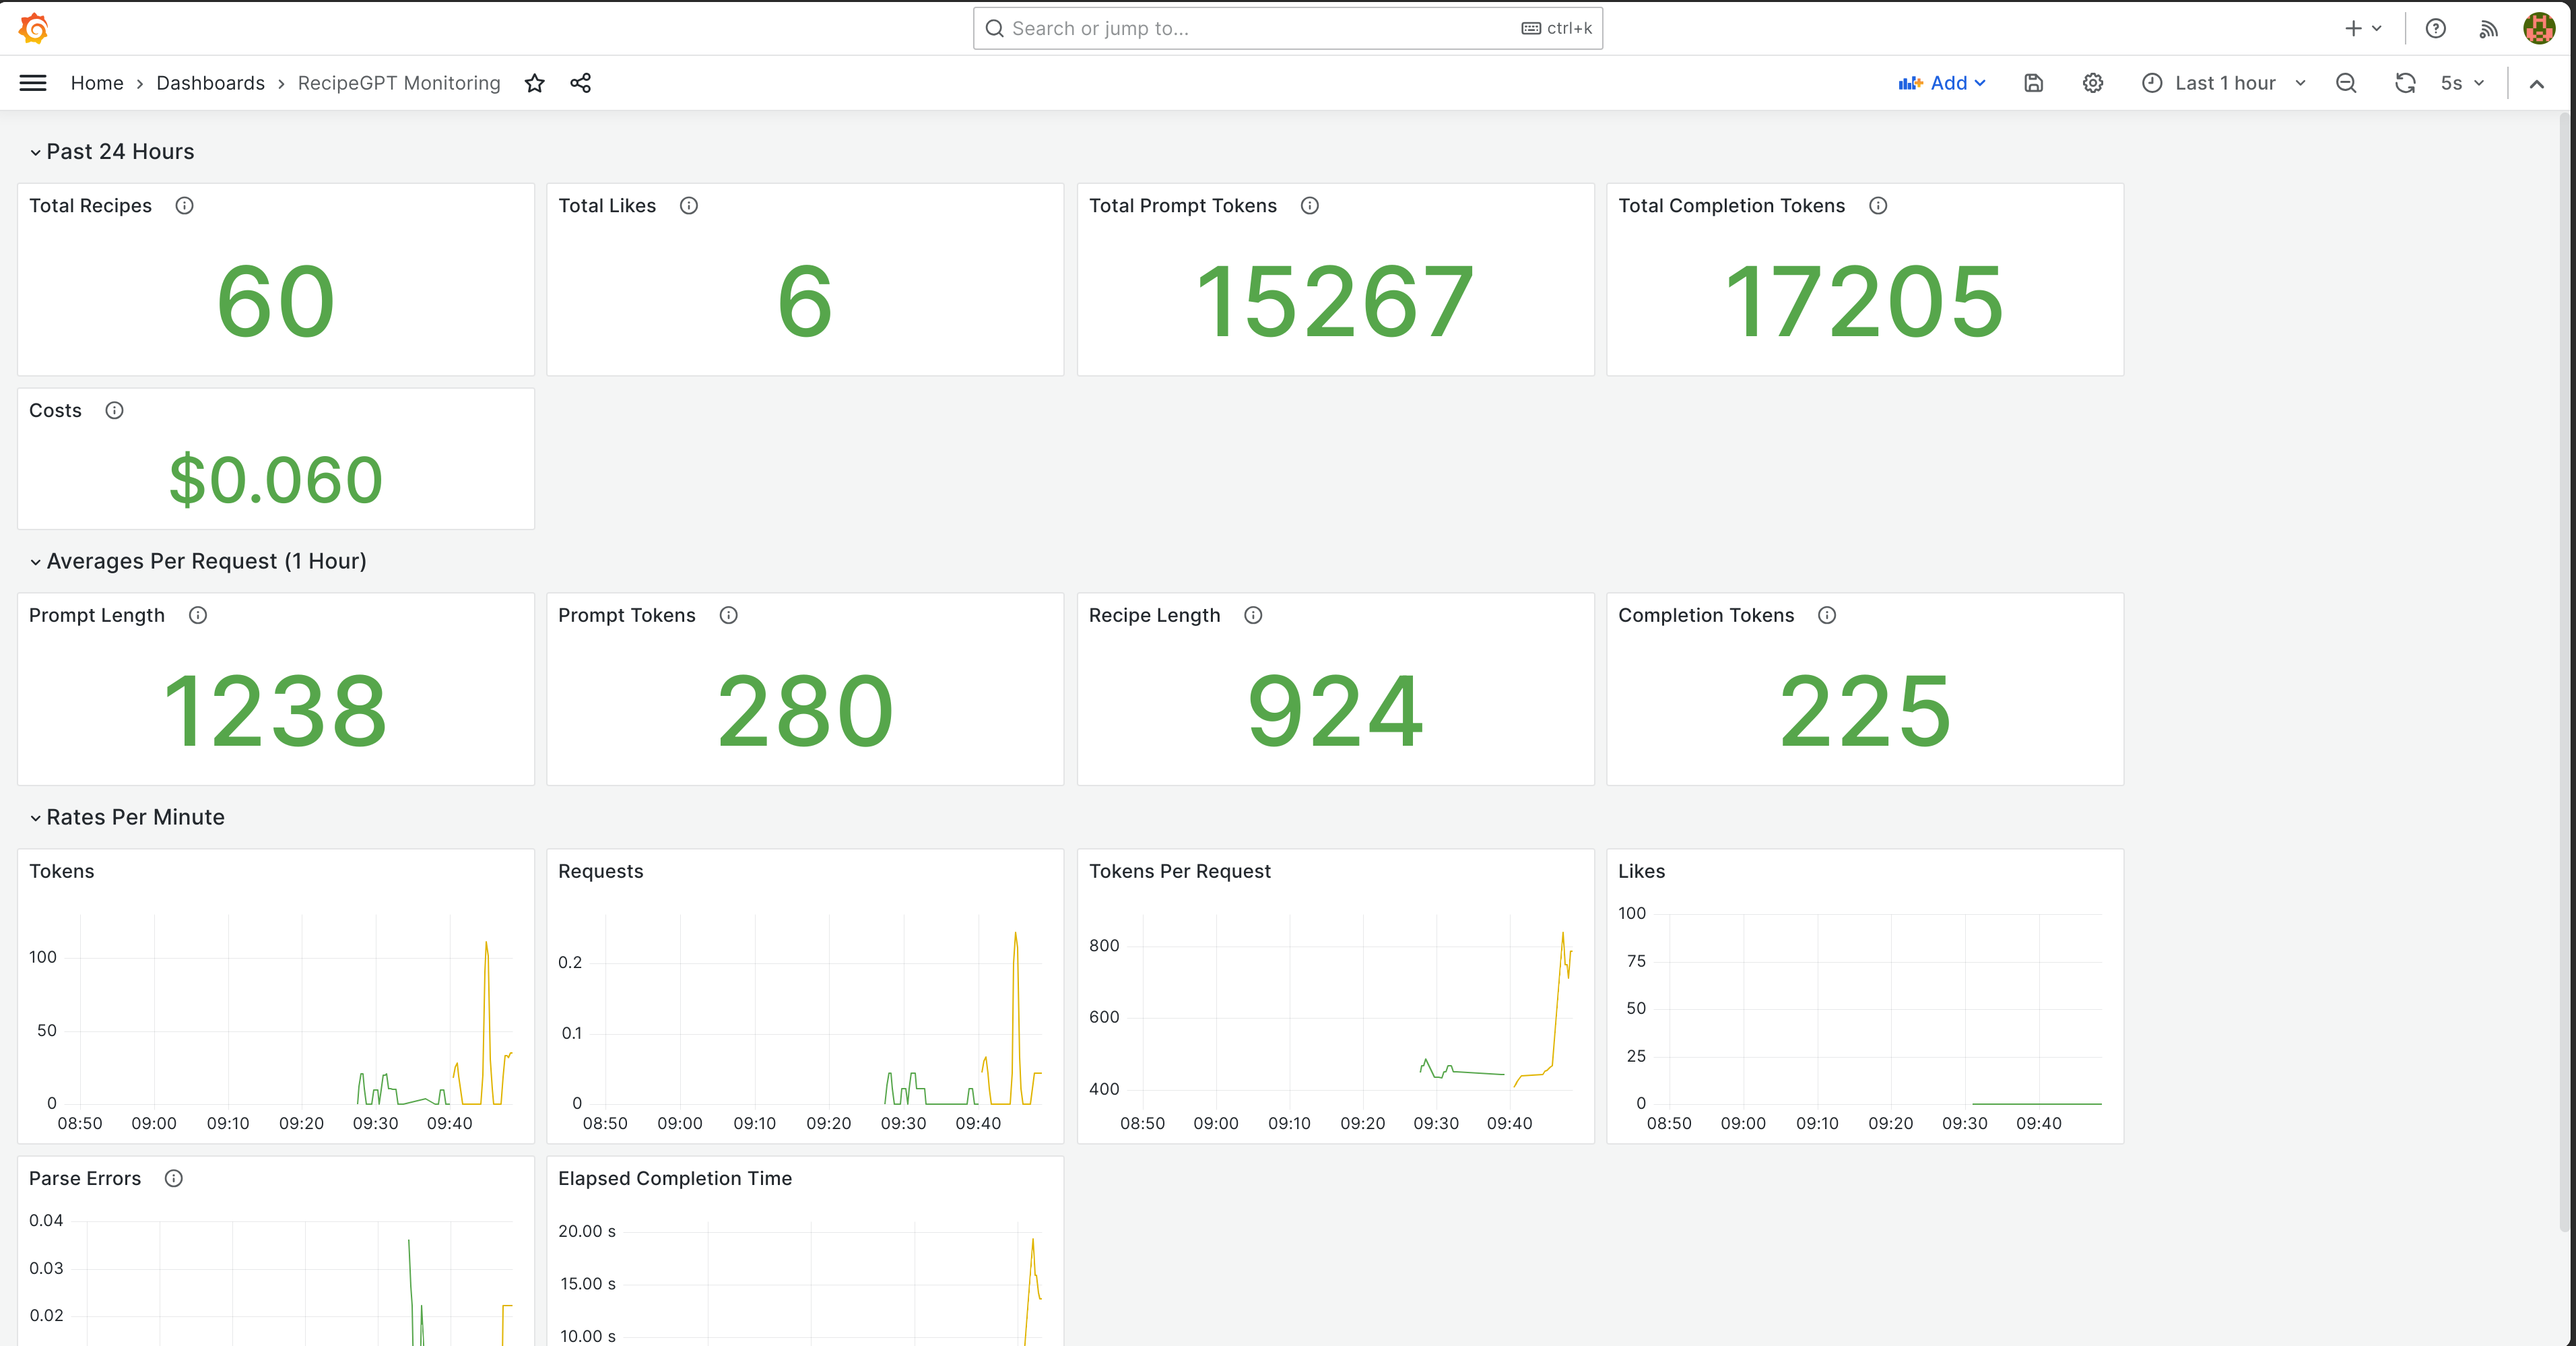 Search or jump to... ctrl+k
Home › Dashboards › RecipeGPT Monitoring Add Last 1 hour 5s
Past 24 Hours
Total Recipes Total Likes Total Prompt Tokens Total Completion Tokens
60 6 15267 17205
Costs
$0.060
Averages Per Request (1 Hour)
Prompt Length Prompt Tokens Recipe Length Completion Tokens
1238 280 924 225
Rates Per Minute
Tokens
100
50
0
08:50 09:00 09:10 09:20 09:30 09:40
Requests
0.2
0.1
0
08:50 09:00 09:10 09:20 09:30 09:40
Tokens Per Request
800
600
400
08:50 09:00 09:10 09:20 09:30 09:40
Likes
100
75
50
25
0
08:50 09:00 09:10 09:20 09:30 09:40
Parse Errors
0.04
0.03
0.02
Elapsed Completion Time
20.00 s
15.00 s
10.00 s